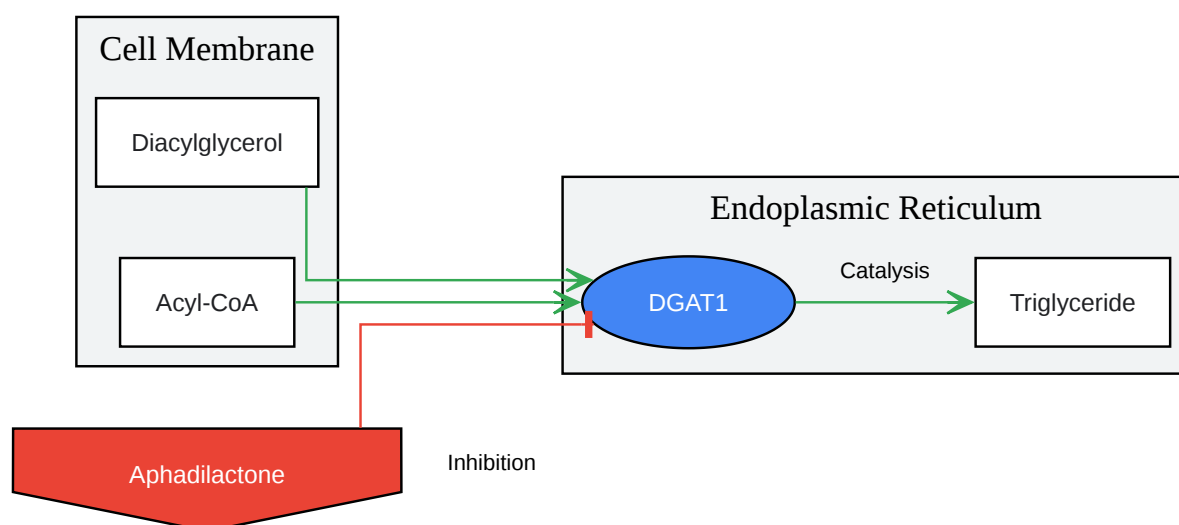 Cell Membrane
Diacylglycerol
Acyl-CoA
Endoplasmic Reticulum
DGAT1
Catalysis
Triglyceride
Aphadilactone
Inhibition